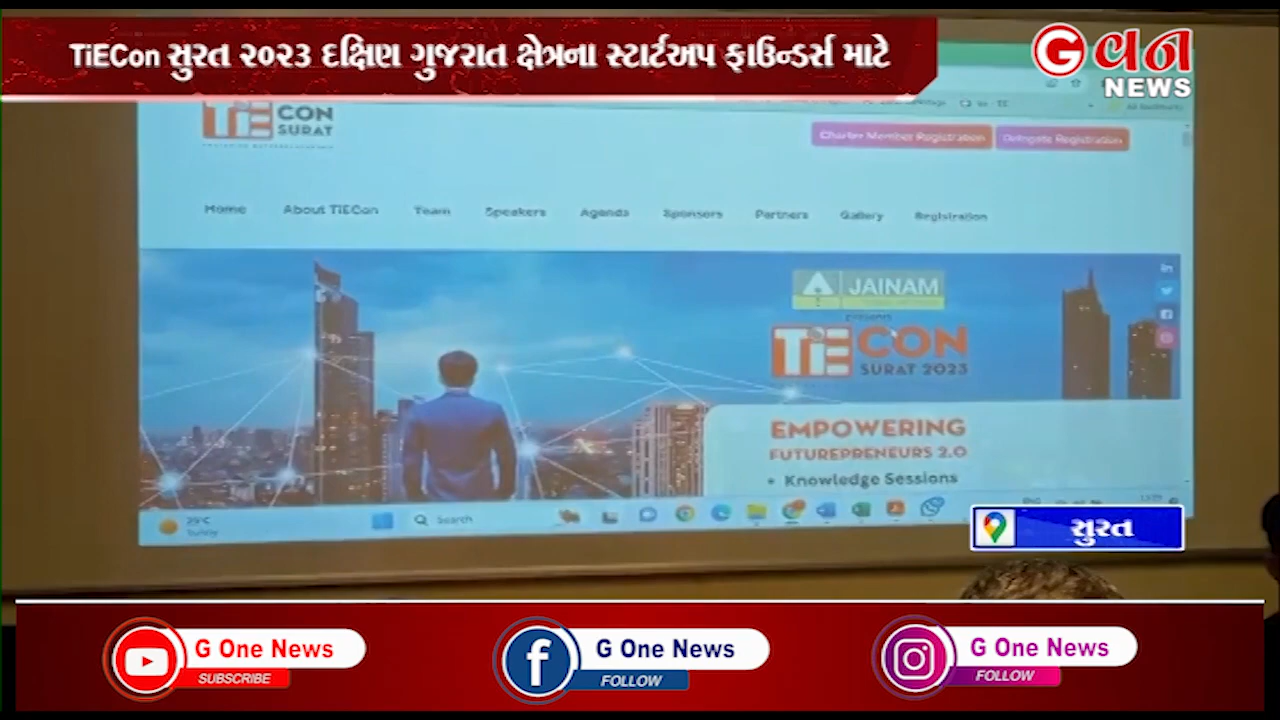 TiECon સુરત ૨૦૨૩ દક્ષિણ ગુજરાત ક્ષેત્રના સ્ટાર્ટઅપ ફાઉન્ડર્સ માટે
G વન
NEWS
TiE CON
SURAT
Charter Member Registration Delegate Registration
Home About TiECon Team Speakers Agenda Sponsors Partners Gallery Registration
JAINAM
presents
TiE CON
SURAT 2023
EMPOWERING
FUTUREPRENEURS 2.0
• Knowledge Sessions
29°C
Sunny
Search
સુરત
G One News
SUBSCRIBE
G One News
FOLLOW
G One News
FOLLOW